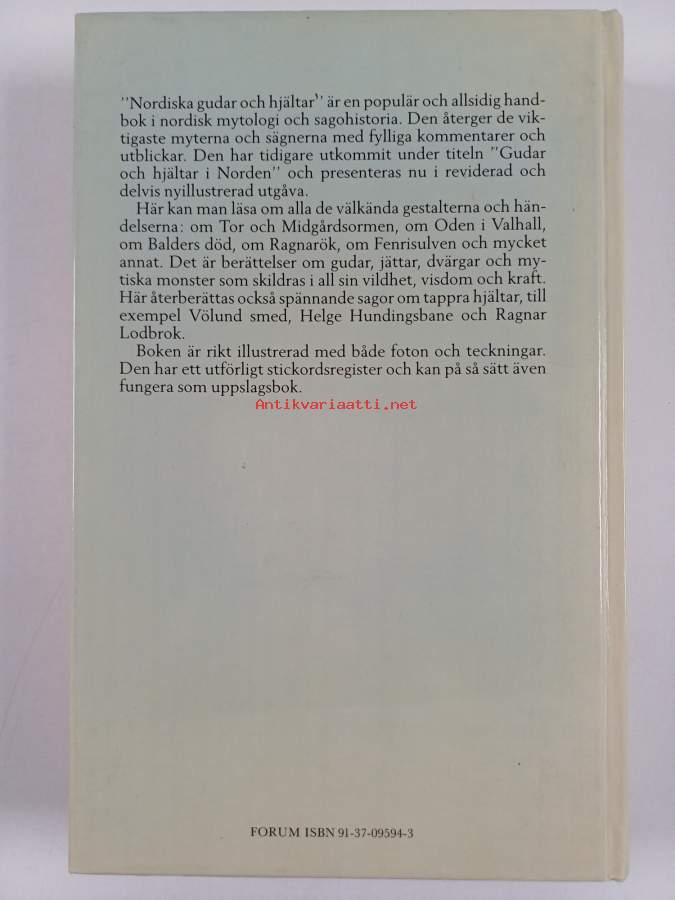 "Nordiska gudar och hjältar" är en populär och allsidig hand-
bok i nordisk mytologi och sagohistoria. Den återger de vik-
tigaste myterna och sägnerna med fylliga kommentarer och
utblickar. Den har tidigare utkommit under titeln "Gudar
och hjältar i Norden" och presenteras nu i reviderad och
delvis nyillustrerad utgåva.
Här kan man läsa om alla de välkända gestalterna och hän-
delserna: om Tor och Midgårdsormen, om Oden i Valhall,
om Balders död, om Ragnarök, om Fenrisulven och mycket
annat. Det är berättelser om gudar, jättar, dvärgar och my-
tiska monster som skildras i all sin vildhet, visdom och kraft.
Här återberättas också spännande sagor om tappra hjältar, till
exempel Völund smed, Helge Hundingsbane och Ragnar
Lodbrok.
Boken är rikt illustrerad med både foton och teckningar.
Den har ett utförligt stickordsregister och kan på så sätt även
fungera som uppslagsbok.
Antikvariaatti.net
FORUM ISBN 91-37-09594-3